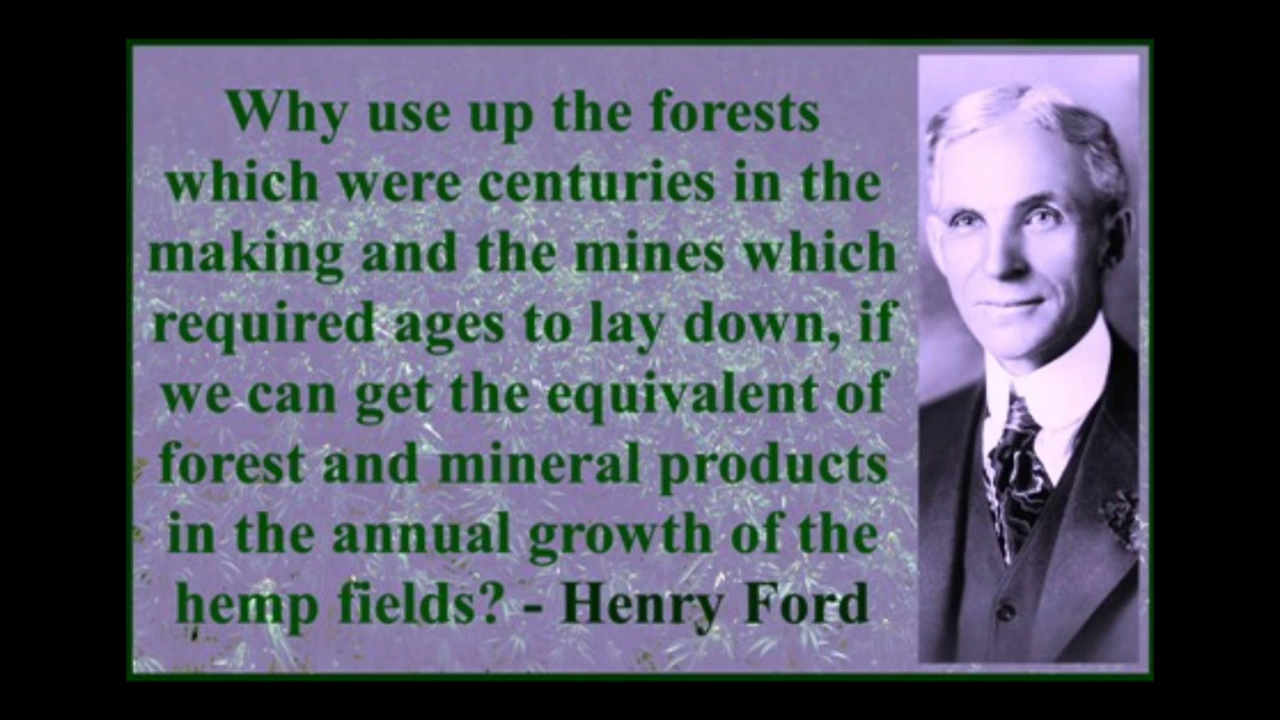 Why use up the forests
which were centuries in the
making and the mines which
required ages to lay down, if
we can get the equivalent of
forest and mineral products
in the annual growth of the
hemp fields? - Henry Ford